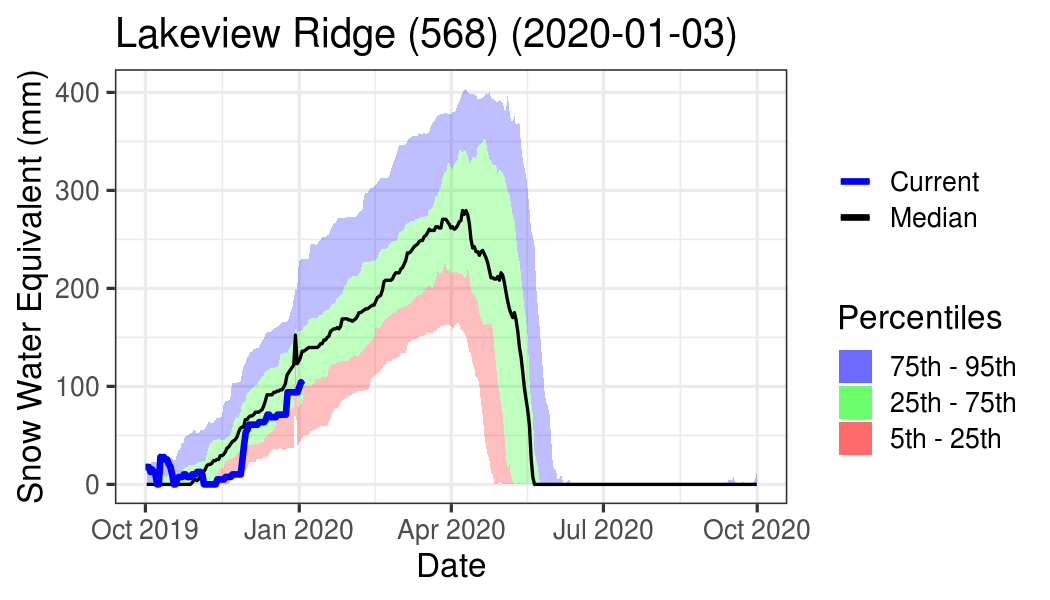 Lakeview Ridge (568) (2020-01-03)
Snow Water Equivalent (mm)
400
300
200
100
0
Oct 2019
Jan 2020
Apr 2020
Jul 2020
Oct 2020
Date
Current
Median
Percentiles
75th - 95th
25th - 75th
5th - 25th